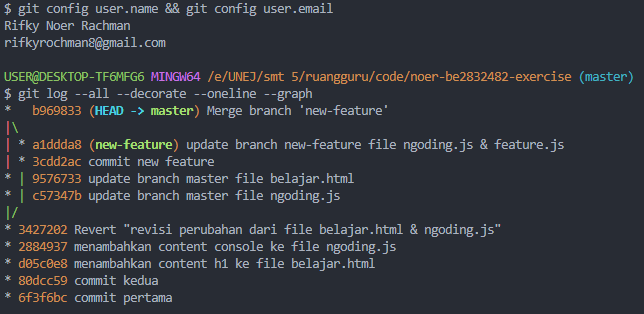 $ git config user.name && git config user.email
Rifky Noer Rachman
rifkyrochman8@gmail.com
USER@DESKTOP-TF6MFG6 MINGW64 /e/UNEJ/smt 5/ruangguru/code/noer-be2832482-exercise (master)
$ git log --all --decorate --oneline --graph
*   b969833 (HEAD -> master) Merge branch 'new-feature'
|\
| * a1ddda8 (new-feature) update branch new-feature file ngoding.js & feature.js
| * 3cdd2ac commit new feature
* | 9576733 update branch master file belajar.html
* | c57347b update branch master file ngoding.js
|/
* 3427202 Revert "revisi perubahan dari file belajar.html & ngoding.js"
* 2884937 menambahkan content console ke file ngoding.js
* d05c0e8 menambahkan content h1 ke file belajar.html
* 80dcc59 commit kedua
* 6f3f6bc commit pertama